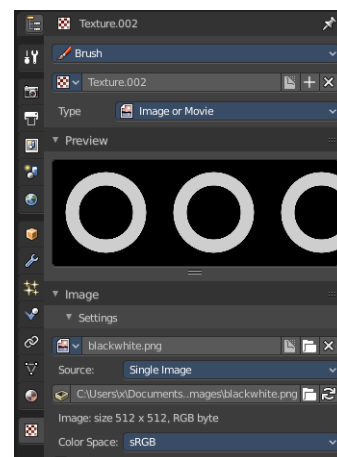 Texture.002
Brush
Texture.002
Type Image or Movie
Preview
Image
Settings
blackwhite.png
Source: Single Image
C:\Users\x\Documents..mages\blackwhite.png
Image: size 512 x 512, RGB byte
Color Space: sRGB